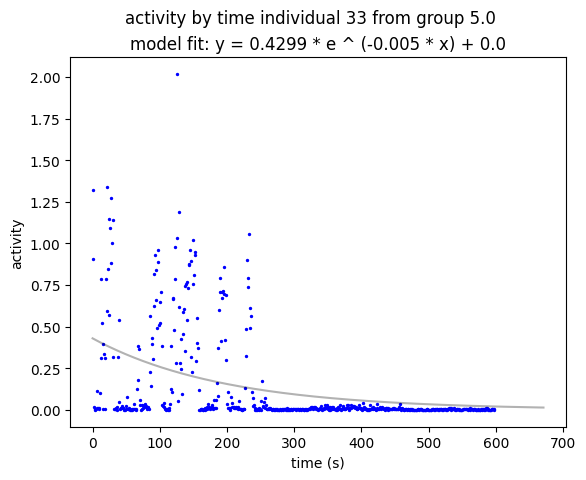 activity by time individual 33 from group 5.0
model fit: y = 0.4299 * e ^ (-0.005 * x) + 0.0
2.00
1.75
1.50
1.25
1.00
0.75
0.50
0.25
0.00
activity
0 100 200 300 400 500 600 700
time (s)